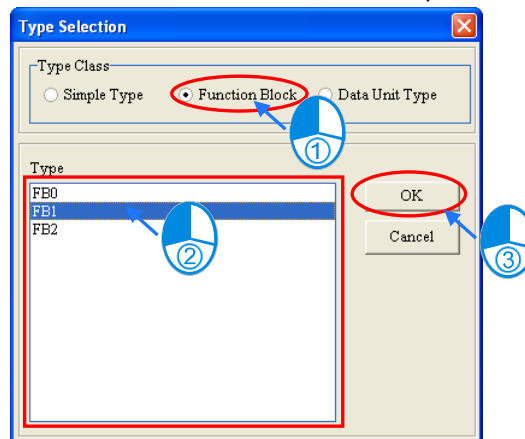 Type Selection
Type Class
Simple Type Function Block Data Unit Type
①
Type
FB0
FB1
FB2
OK
Cancel
②
③